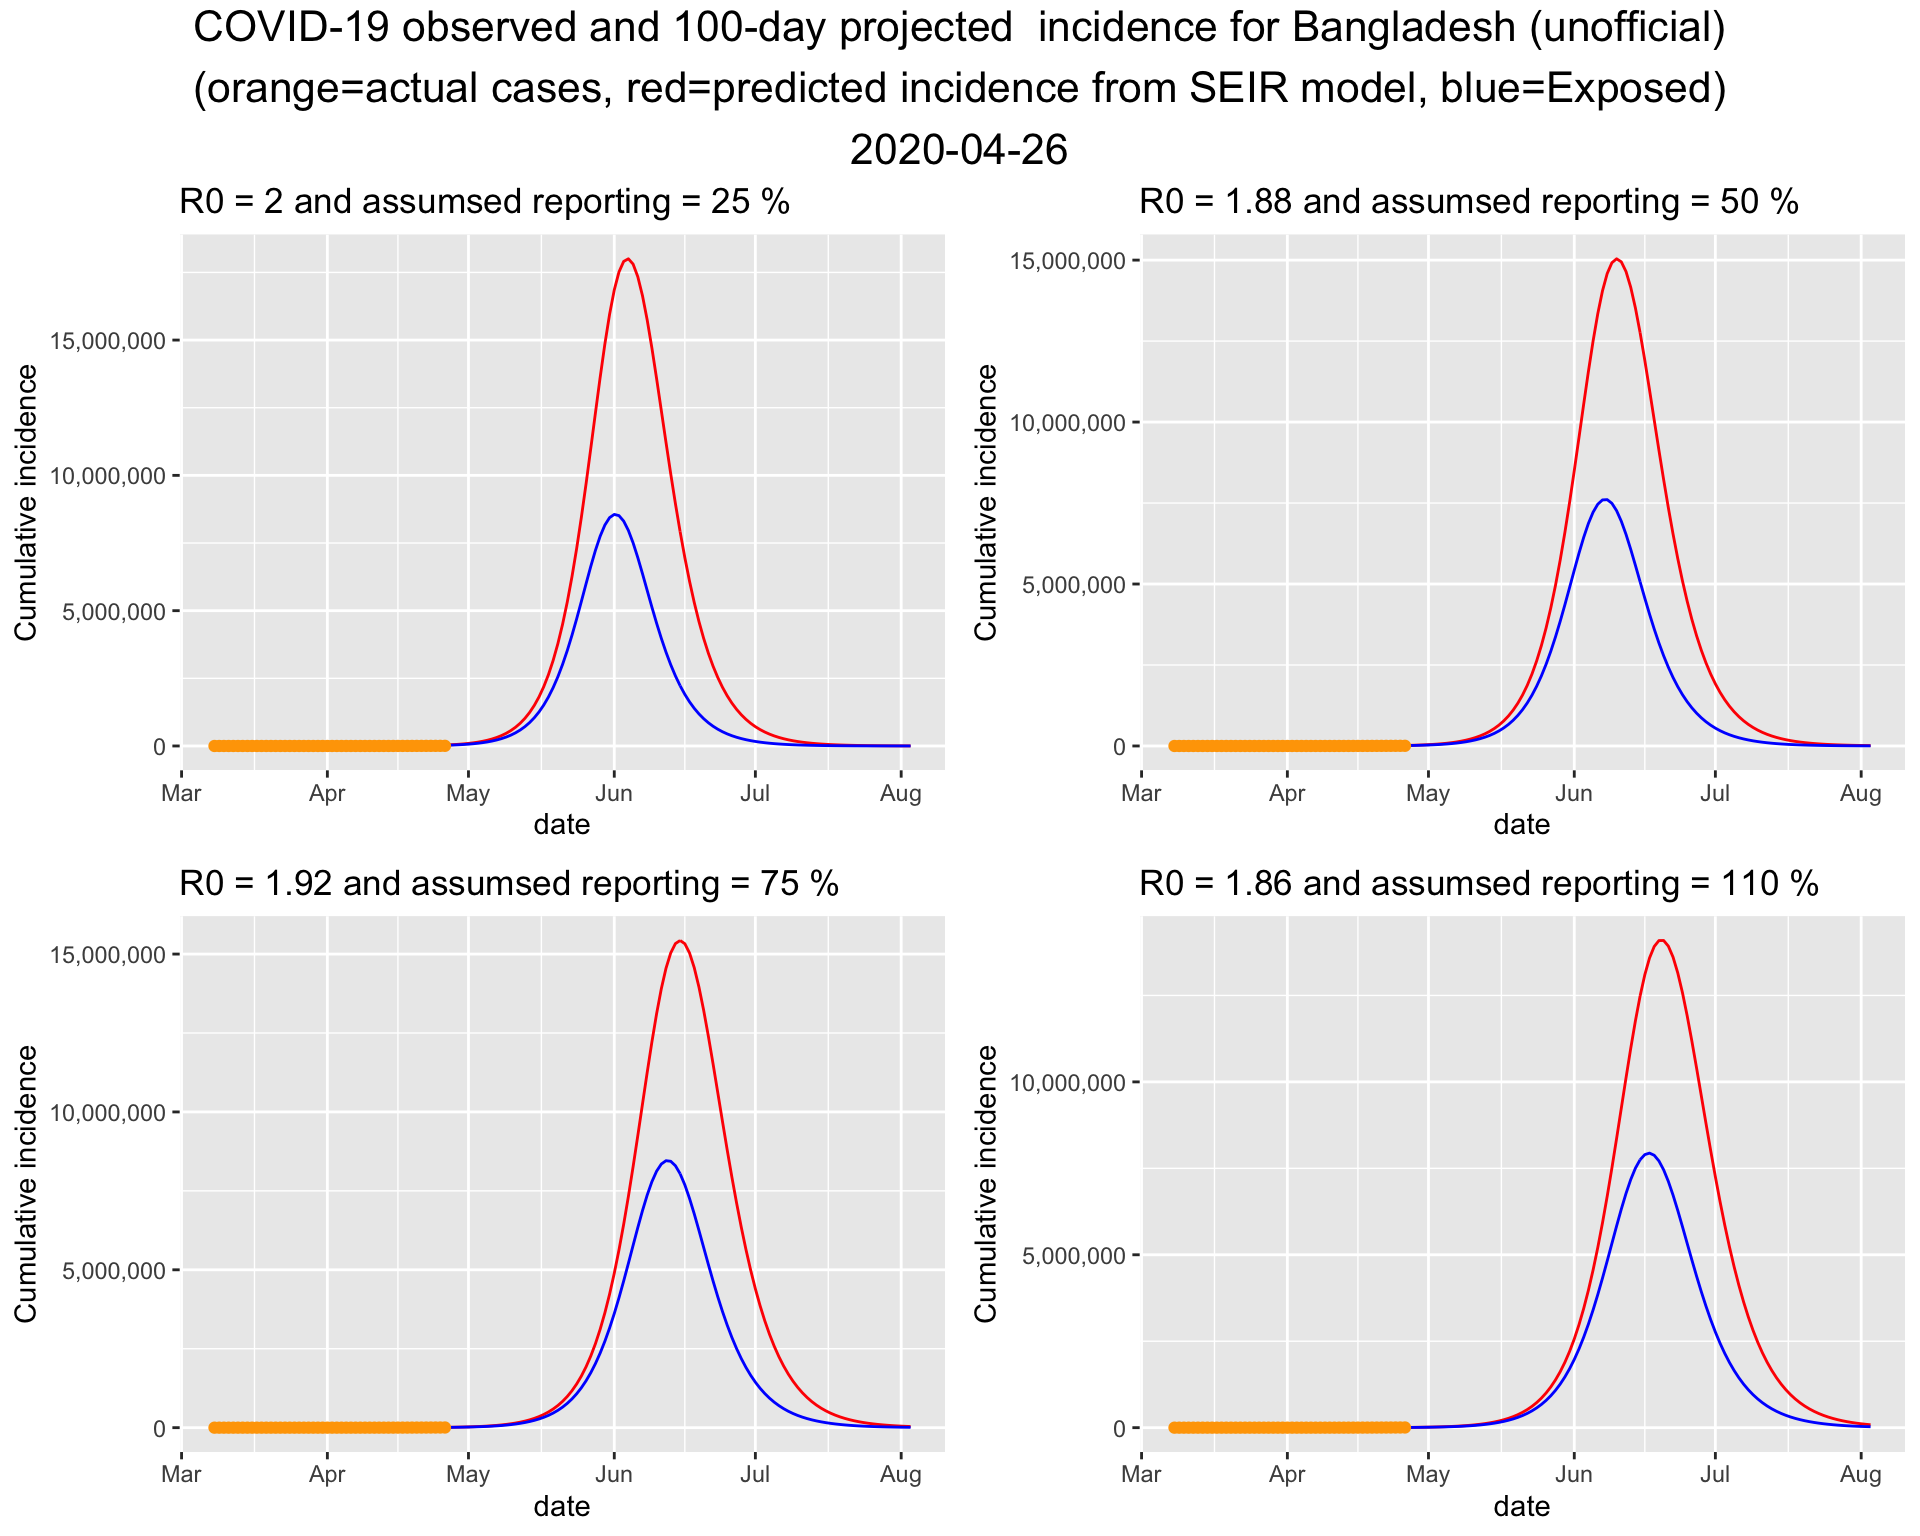 COVID-19 observed and 100-day projected  incidence for Bangladesh (unofficial)
(orange=actual cases, red=predicted incidence from SEIR model, blue=Exposed)
2020-04-26
R0 = 2 and assumsed reporting = 25 %
Cumulative incidence
15,000,000
10,000,000
5,000,000
0
Mar Apr May Jun Jul Aug
date
R0 = 1.88 and assumsed reporting = 50 %
Cumulative incidence
15,000,000
10,000,000
5,000,000
0
Mar Apr May Jun Jul Aug
date
R0 = 1.92 and assumsed reporting = 75 %
Cumulative incidence
15,000,000
10,000,000
5,000,000
0
Mar Apr May Jun Jul Aug
date
R0 = 1.86 and assumsed reporting = 110 %
Cumulative incidence
10,000,000
5,000,000
0
Mar Apr May Jun Jul Aug
date